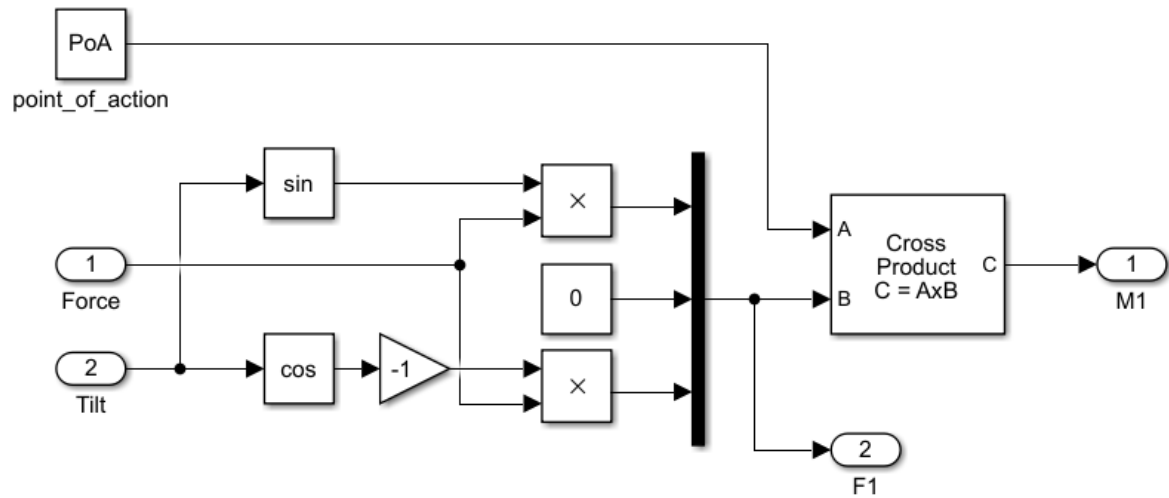 PoA
point_of_action
sin
×
1
Force
0
A
Cross
Product
C = AxB
B
C
1
M1
2
Tilt
cos
-1
×
2
F1